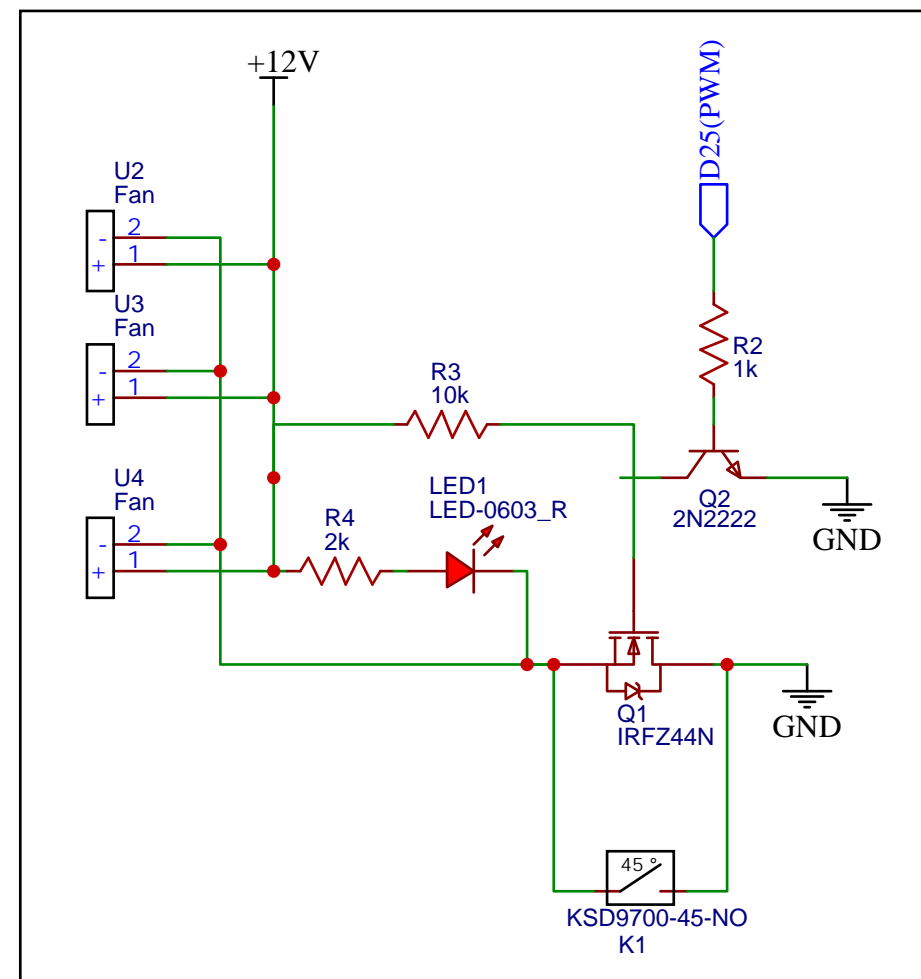 +12V
D25(PWM)
U2
Fan
2
1
-
+
U3
Fan
2
1
-
+
R2
1k
R3
10k
U4
Fan
2
1
-
+
R4
2k
LED1
LED-0603_R
Q2
2N2222
GND
Q1
IRFZ44N
GND
45 °
KSD9700-45-NO
K1